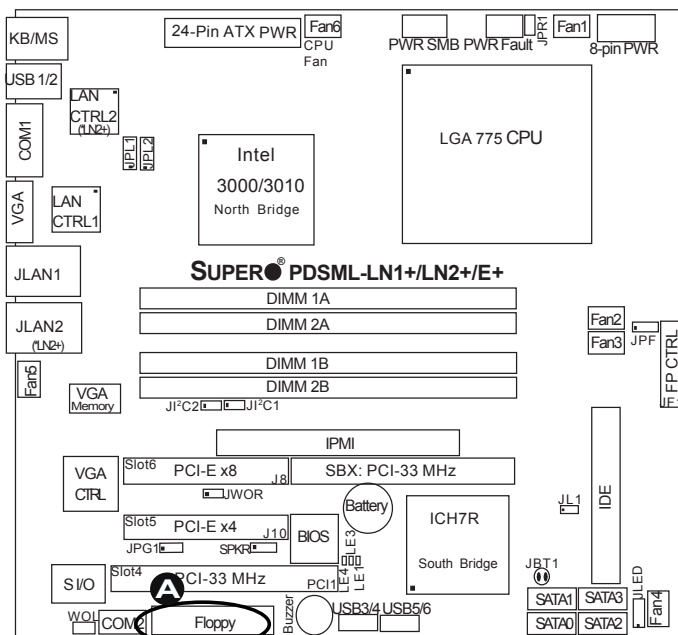 24-Pin ATX PWR
Fan6
CPU
Fan
PWR SMB
PWR Fault
JPR1
Fan1
8-pin PWR
KB/MS
USB 1/2
LAN
CTRL2
(*LN2+)
COM1
JPL1
JPL2
Intel
3000/3010
North Bridge
LGA 775 CPU
VGA
LAN
CTRL1
JLAN1
SUPER® PDSML-LN1+/LN2+/E+
JLAN2
(*LN2+)
DIMM 1A
DIMM 2A
DIMM 1B
DIMM 2B
Fan2
Fan3
JPF
FP CTRL
JF1
Fan5
VGA
Memory
JI²C2
JI²C1
IPMI
VGA
CTRL
Slot6
PCI-E x8
J8
SBX: PCI-33 MHz
JWOR
Battery
Slot5
PCI-E x4
J10
BIOS
JPG1
SPKR
LE3
ICH7R
South Bridge
JL1
IDE
S I/O
Slot4
PCI-33 MHz
PCI1
LE4
LE1
JBT1
A
WOL
COM2
Floppy
Buzzer
USB3/4
USB5/6
SATA1
SATA3
SATA0
SATA2
JLED
Fan4